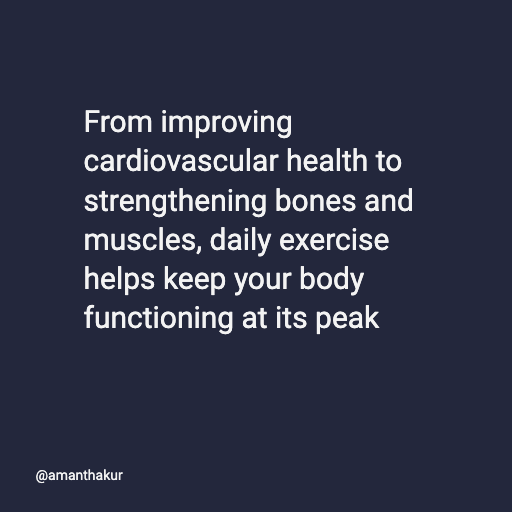 From improving
cardiovascular health to
strengthening bones and
muscles, daily exercise
helps keep your body
functioning at its peak
@amanthakur